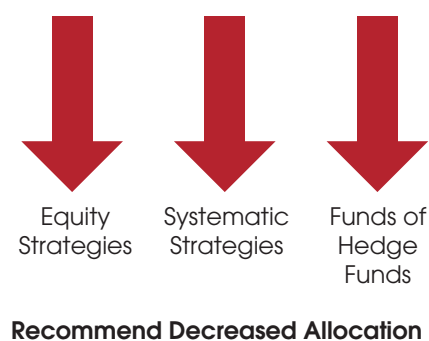 Equity
Strategies
Systematic
Strategies
Funds of
Hedge
Funds
Recommend Decreased Allocation